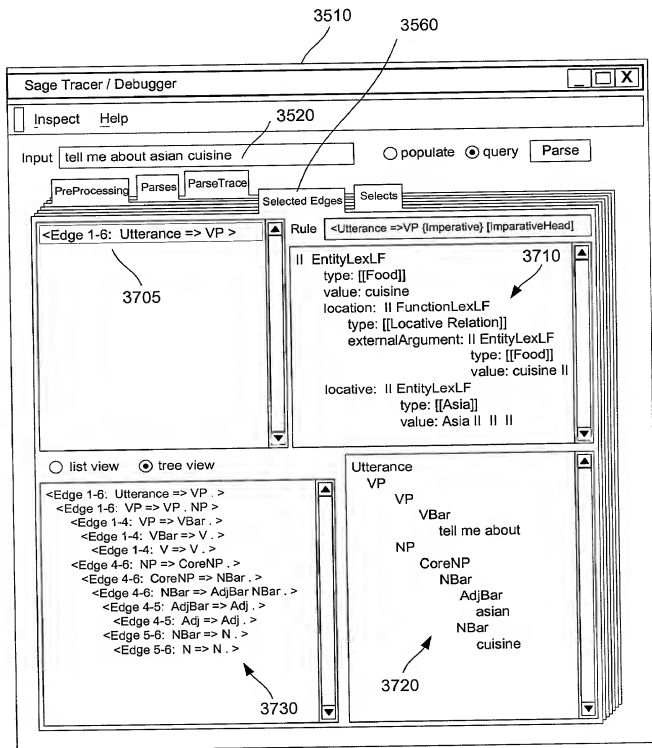 3510
3560
Sage Tracer / Debugger
_ X
Inspect Help
3520
Input tell me about asian cuisine populate query Parse
PreProcessing Parses ParseTrace Selected Edges Selects
<Edge 1-6: Utterance => VP >
3705
Rule <Utterance =>VP {Imperative} [ImparativeHead]
3710
II EntityLexLF
type: [[Food]]
value: cuisine
location: II FunctionLexLF
type: [[Locative Relation]]
externalArgument: II EntityLexLF
type: [[Food]]
value: cuisine II
locative: II EntityLexLF
type: [[Asia]]
value: Asia II II II
list view tree view
<Edge 1-6: Utterance => VP . >
<Edge 1-6: VP => VP . NP>
<Edge 1-4: VP => VBar . >
<Edge 1-4: VBar => V . >
<Edge 1-4: V => V . >
<Edge 4-6: NP => CoreNP . >
<Edge 4-6: CoreNP => NBar . >
<Edge 4-6: NBar => AdjBar NBar . >
<Edge 4-5: AdjBar => Adj . >
<Edge 4-5: Adj => Adj . >
<Edge 5-6: NBar => N . >
<Edge 5-6: N => N . >
3730
Utterance
VP
VP
VBar
tell me about
NP
CoreNP
NBar
AdjBar
asian
NBar
cuisine
3720